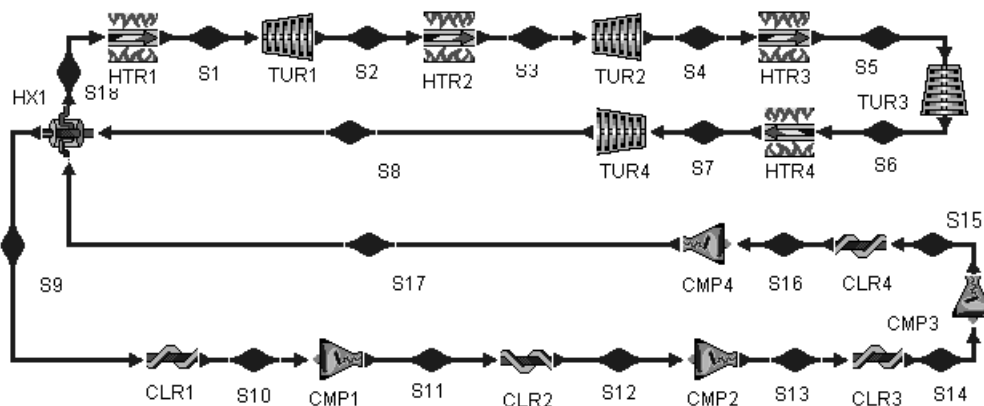 HTR1
S1
TUR1
S2
HTR2
S3
TUR2
S4
HTR3
S5
TUR3
HX1
S18
S8
TUR4
S7
HTR4
S6
S15
S9
S17
CMP4
S16
CLR4
CMP3
CLR1
S10
CMP1
S11
CLR2
S12
CMP2
S13
CLR3
S14